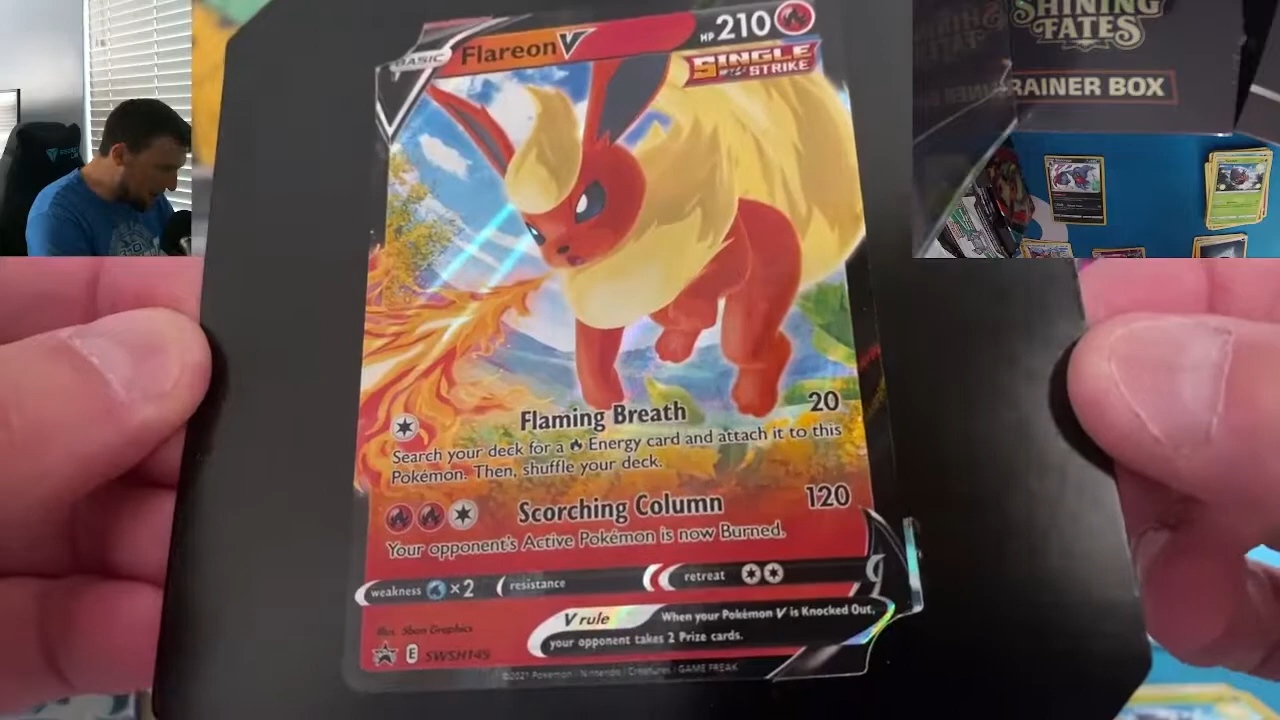 BASIC Flareon V HP 210
SINGLE STRIKE
SHINING
FATES
TRAINER BOX
Flaming Breath 20
Search your deck for a Energy card and attach it to this
Pokémon. Then, shuffle your deck.
Scorching Column 120
Your opponent's Active Pokémon is now Burned.
weakness ×2 resistance retreat
V rule When your Pokémon V is Knocked Out,
your opponent takes 2 Prize cards.
Illus. 5ban Graphics
E SWSH149
©2021 Pokémon / Nintendo / Creatures / GAME FREAK